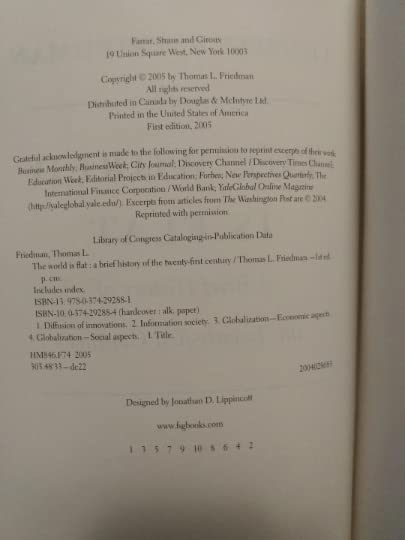 Farrar, Straus and Giroux
19 Union Square West, New York 10003
Copyright © 2005 by Thomas L. Friedman
All rights reserved
Distributed in Canada by Douglas & McIntyre Ltd.
Printed in the United States of America
First edition, 2005
Grateful acknowledgment is made to the following for permission to reprint excerpts of their work:
Business Monthly; BusinessWeek; City Journal; Discovery Channel / Discovery Times Channel;
Education Week, Editorial Projects in Education; Forbes; New Perspectives Quarterly, The
International Finance Corporation / World Bank; YaleGlobal Online Magazine
(http://yaleglobal.yale.edu/). Excerpts from articles from The Washington Post are © 2004.
Reprinted with permission.
Library of Congress Cataloging-in-Publication Data
Friedman, Thomas L.
The world is flat : a brief history of the twenty-first century / Thomas L. Friedman.—1st ed.
p. cm.
Includes index.
ISBN-13: 978-0-374-29288-1
ISBN-10: 0-374-29288-4 (hardcover : alk. paper)
1. Diffusion of innovations. 2. Information society. 3. Globalization—Economic aspects.
4. Globalization—Social aspects. I. Title.
HM846.F74 2005
303.48'33—dc22
2004028685
Designed by Jonathan D. Lippincott
www.fsgbooks.com
1 3 5 7 9 10 8 6 4 2